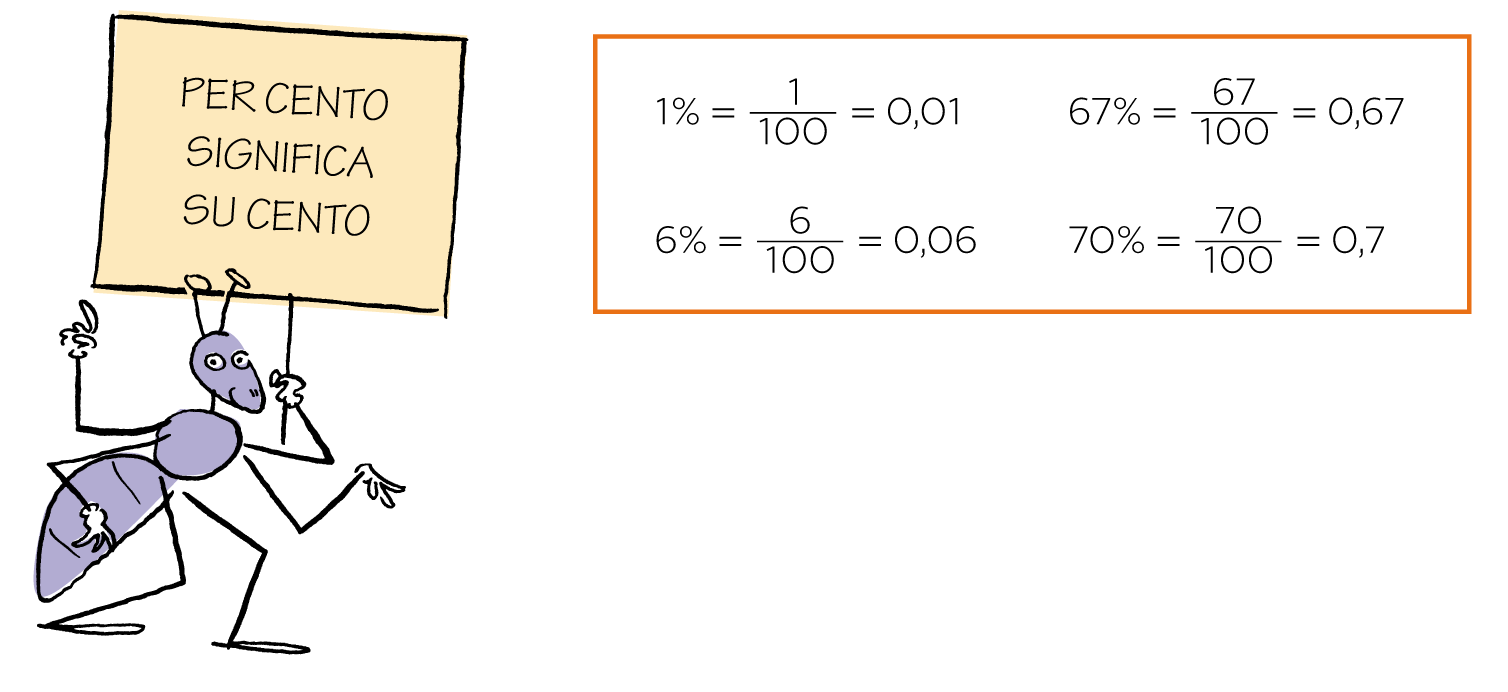 PER CENTO
SIGNIFICA
SU CENTO
1% = 1/100 = 0,01
67% = 67/100 = 0,67
6% = 6/100 = 0,06
70% = 70/100 = 0,7